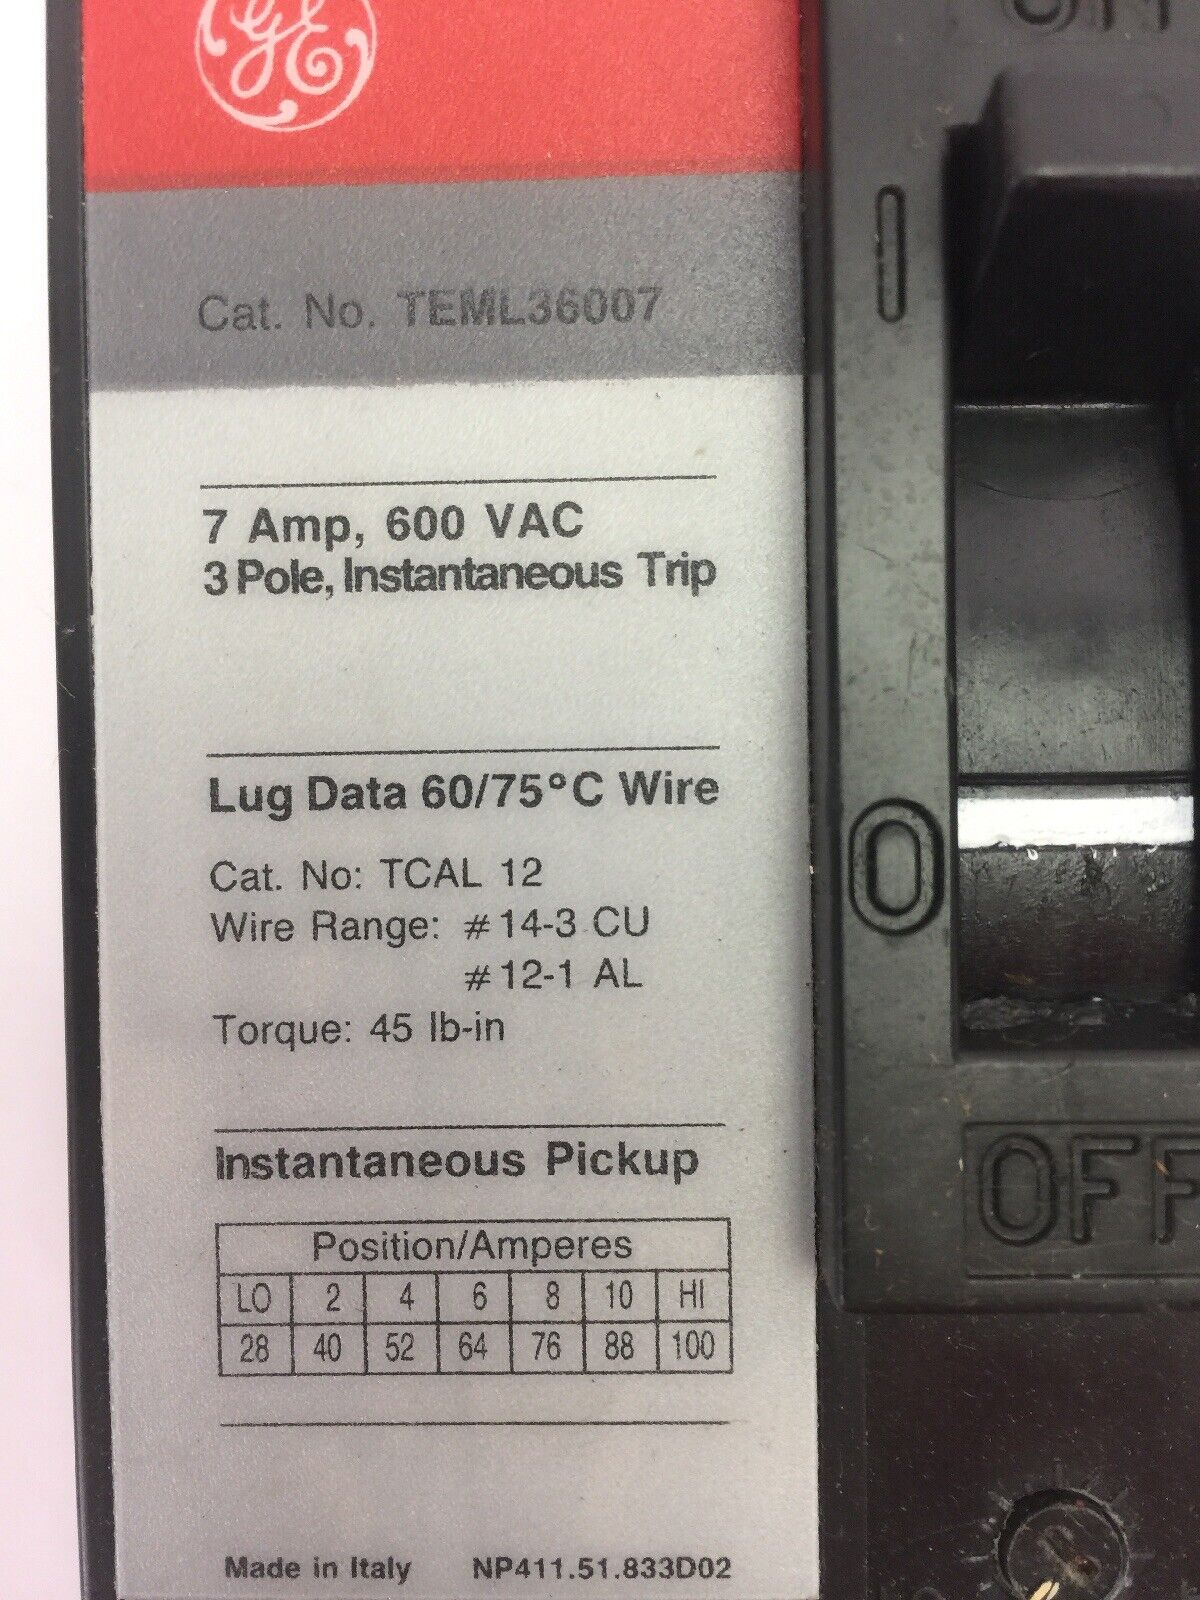 GE
Cat. No. TEML36007
7 Amp, 600 VAC
3 Pole, Instantaneous Trip
Lug Data 60/75°C Wire
Cat. No: TCAL 12
Wire Range: #14-3 CU
#12-1 AL
Torque: 45 lb-in
Instantaneous Pickup
Position/Amperes
LO 2 4 6 8 10 HI
28 40 52 64 76 88 100
Made in Italy NP411.51.833D02
I
O
OFF